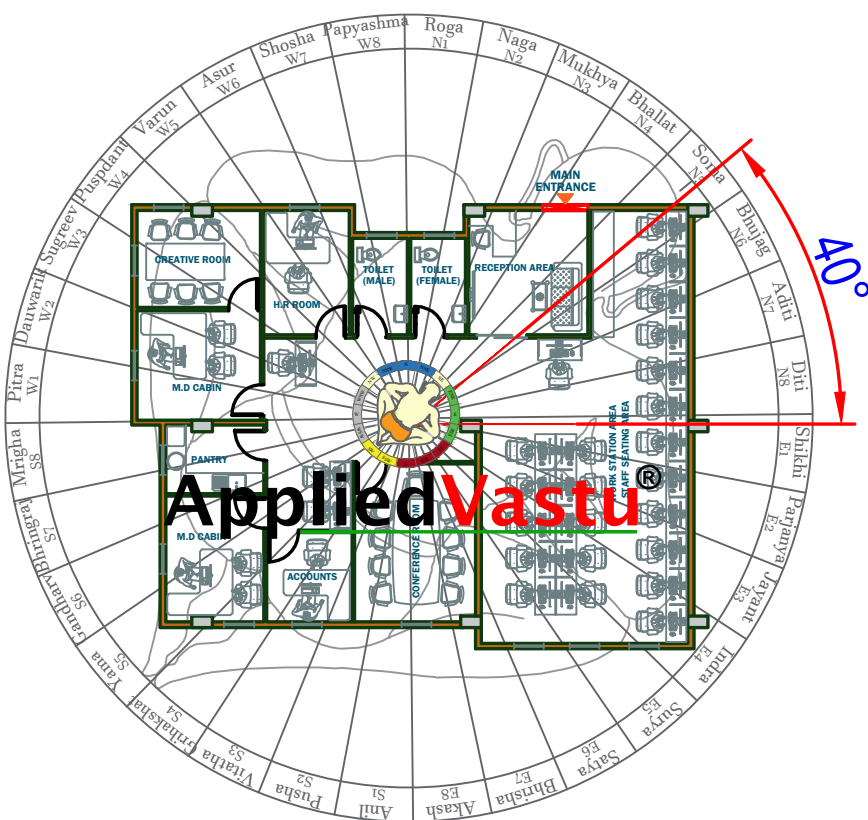 Roga
N1
Naga
N2
Mukhya
N3
Bhallat
N4
Soma
N5
Bhujag
N6
Aditi
N7
Diti
N8
Shikhi
E1
Parjanya
E2
Jayant
E3
Indra
E4
Surya
E5
Satya
E6
Bhrisha
E7
Akash
E8
Anil
S1
Pusha
S2
Vitatha
S3
Grihakshat
S4
Yama
S5
Gandharv
S6
Bhringraj
S7
Mrigha
S8
Pitra
W1
Dauwarik
W2
Sugreev
W3
Puspdant
W4
Varun
W5
Asur
W6
Shosha
W7
Papyashma
W8
40°
MAIN
ENTRANCE
CREATIVE ROOM
H.R ROOM
TOILET
(MALE)
TOILET
(FEMALE)
RECEPTION AREA
M.D CABIN
PANTRY
WORK STATION AREA
STAFF SEATING AREA
AppliedVastu®
M.D CABIN
ACCOUNTS
CONFERENCE ROOM